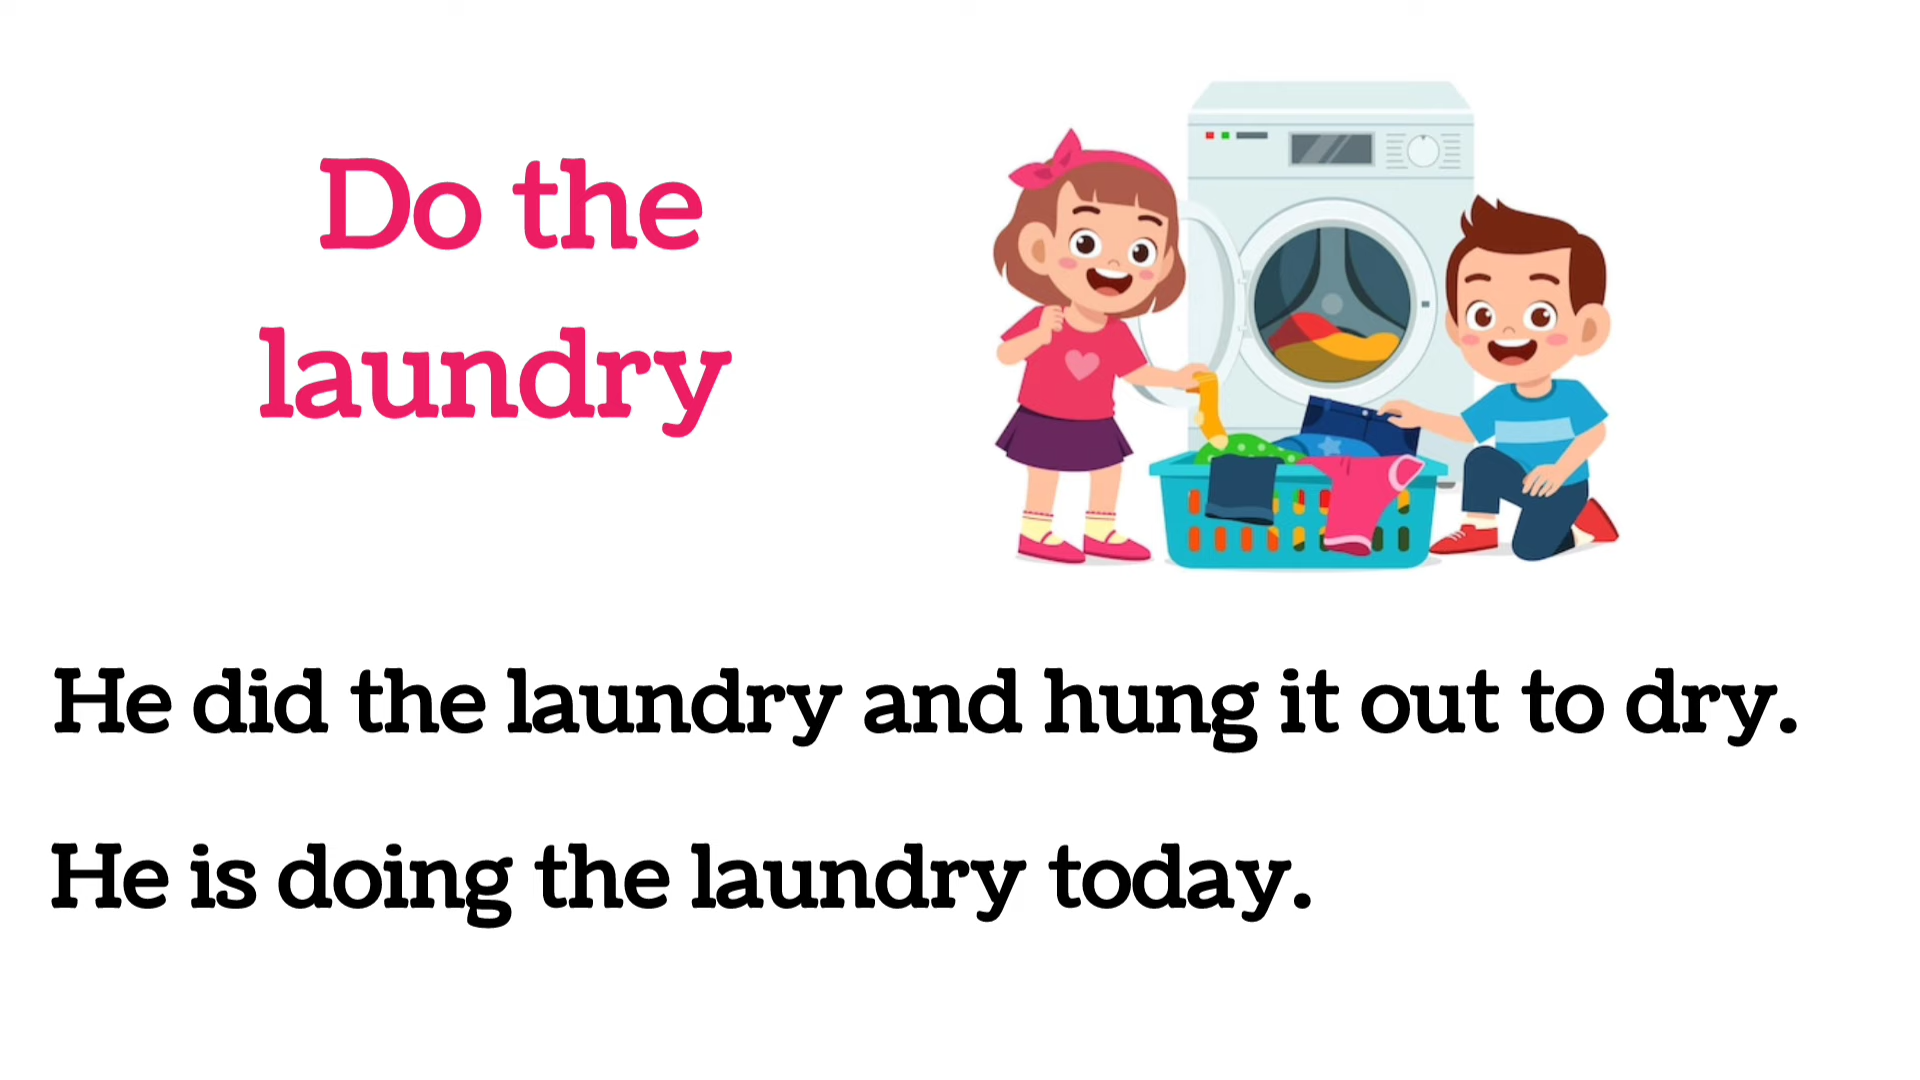 Do the
laundry
He did the laundry and hung it out to dry.
He is doing the laundry today.